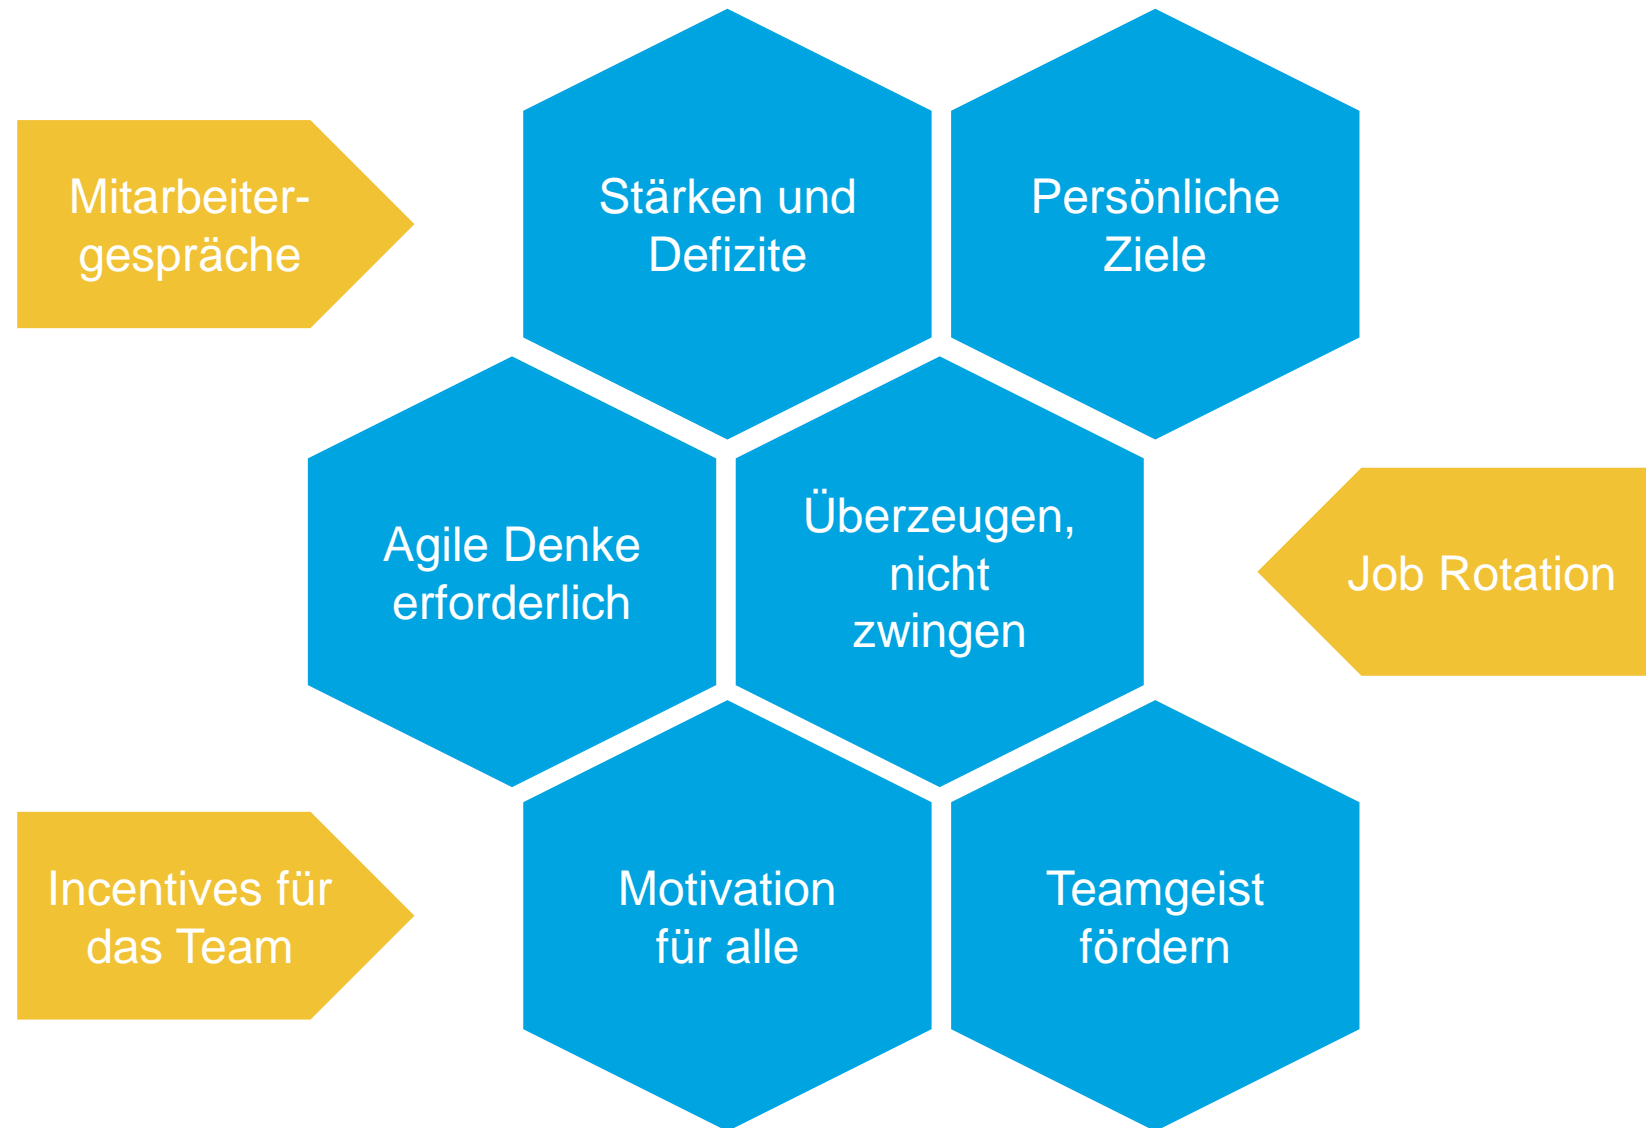 Mitarbeiter-
gespräche
Stärken und
Defizite
Persönliche
Ziele
Agile Denke
erforderlich
Überzeugen,
nicht
zwingen
Job Rotation
Incentives für
das Team
Motivation
für alle
Teamgeist
fördern